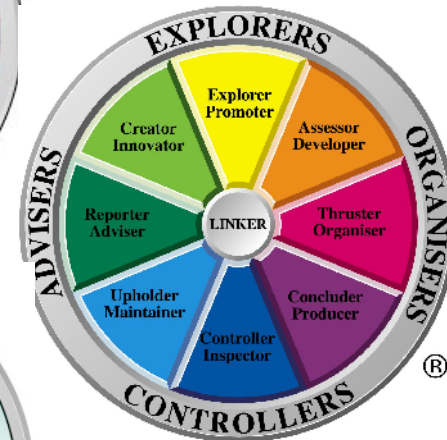 EXPLORERS
Explorer
Promoter
Creator
Innovator
Assessor
Developer
ADVISERS
ORGANISERS
Reporter
Adviser
LINKER
Thruster
Organiser
Upholder
Maintainer
Concluder
Producer
Controller
Inspector
CONTROLLERS
®